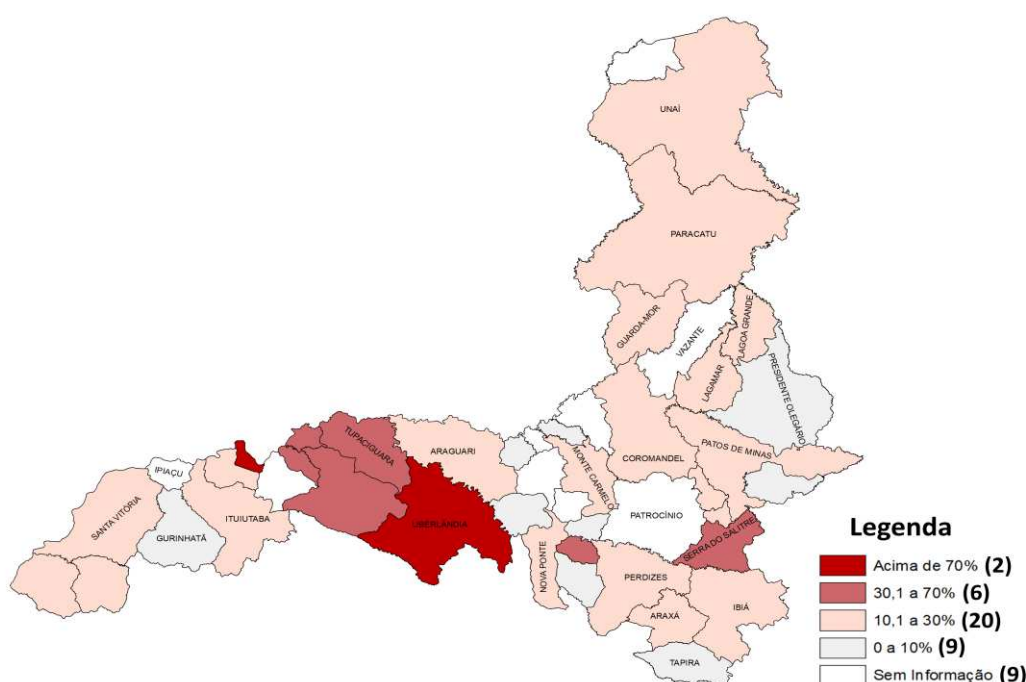 UNAÍ
PARACATU
GUARDA-MOR
VAZANTE
LAGOA GRANDE
LAGAMAR
PRESIDENTE OLEGÁRIO
TUPACIGUARA
ARAGUARI
MONTE CARMELO
COROMANDEL
PATOS DE MINAS
IPIAÇU
SANTA VITÓRIA
GURINHATÃ
ITUIUTABA
UBERLÂNDIA
PATROCÍNIO
SERRA DO SALITRE
NOVA PONTE
PERDIZES
ARAXÁ
IBIÁ
TAPIRA
Legenda
Acima de 70% (2)
30,1 a 70% (6)
10,1 a 30% (20)
0 a 10% (9)
Sem Informação (9)